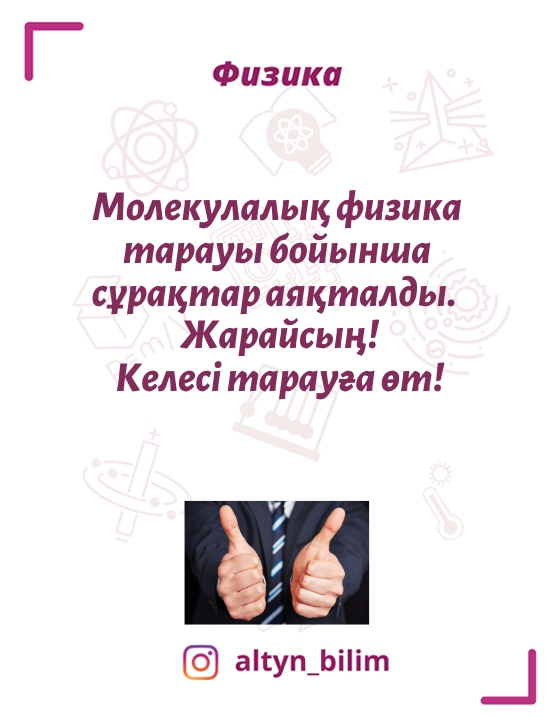 Физика
Молекулалық физика
тарауы бойынша
сұрақтар аяқталды.
Жарайсың!
Келесі тарауға өт!
altyn_bilim